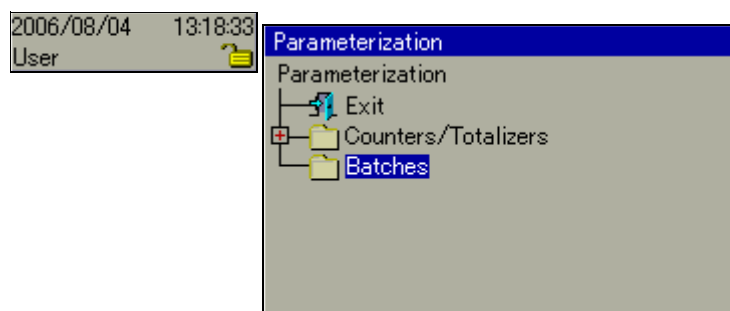 2006/08/04 13:18:33
User
Parameterization
Parameterization
Exit
Counters/Totalizers
Batches